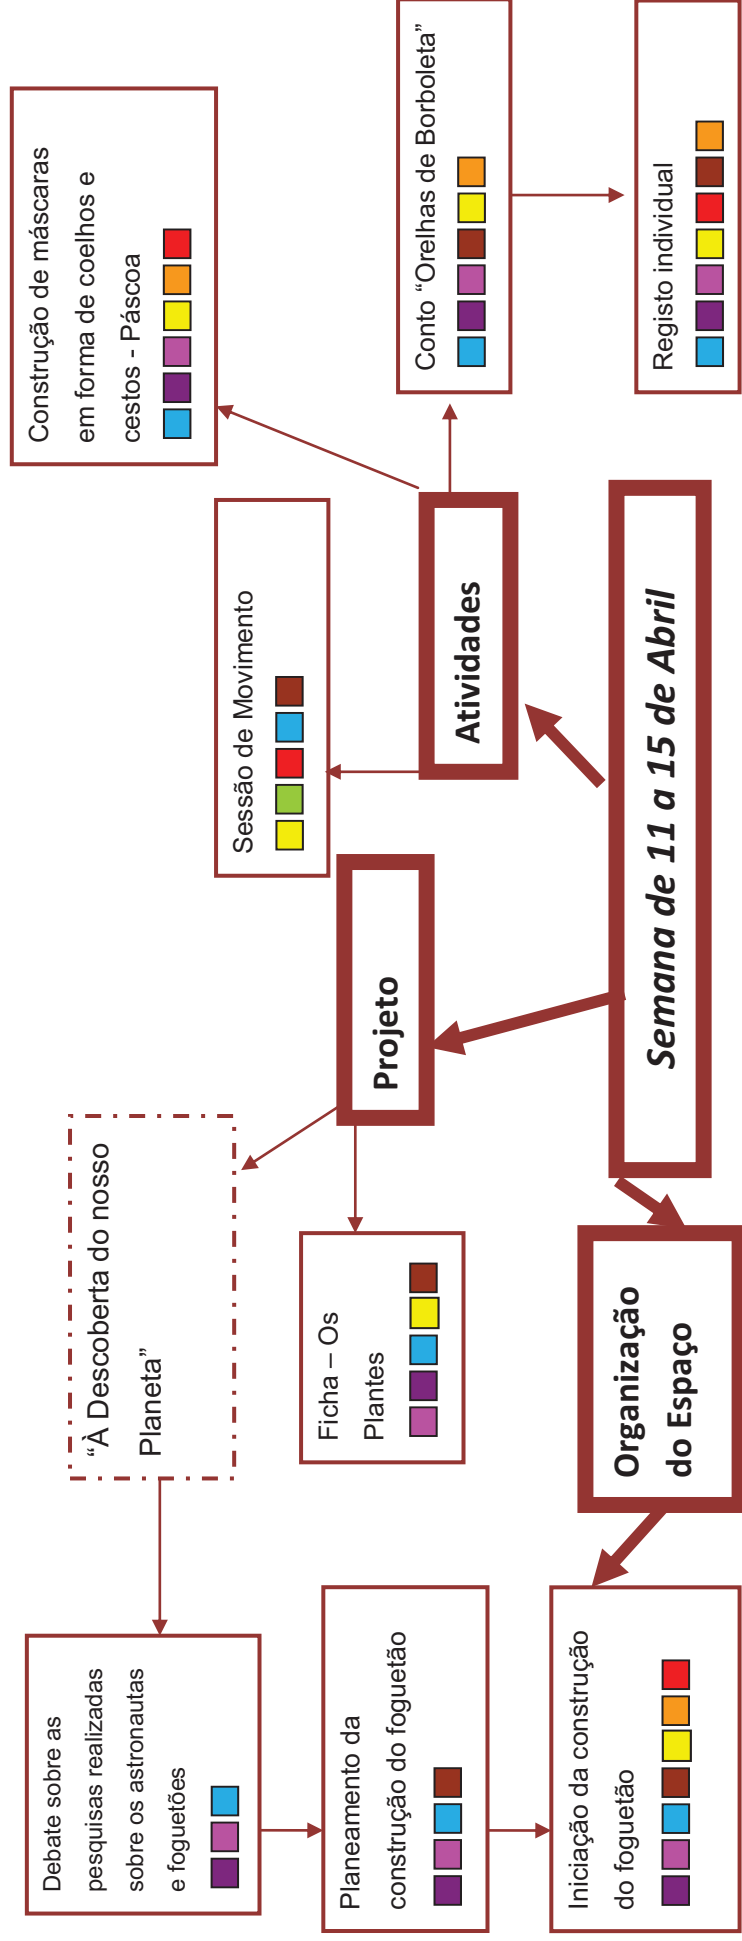 Debate sobre as
pesquisas realizadas
sobre os astronautas
e foguetões
Planeamento da
construção do foguetão
Iniciação da construção
do foguetão
“À Descoberta do nosso
Planeta”
Ficha – Os
Plantes
Organização
do Espaço
Projeto
Semana de 11 a 15 de Abril
Sessão de Movimento
Atividades
Construção de máscaras
em forma de coelhos e
cestos - Páscoa
Conto “Orelhas de Borboleta”
Registo individual